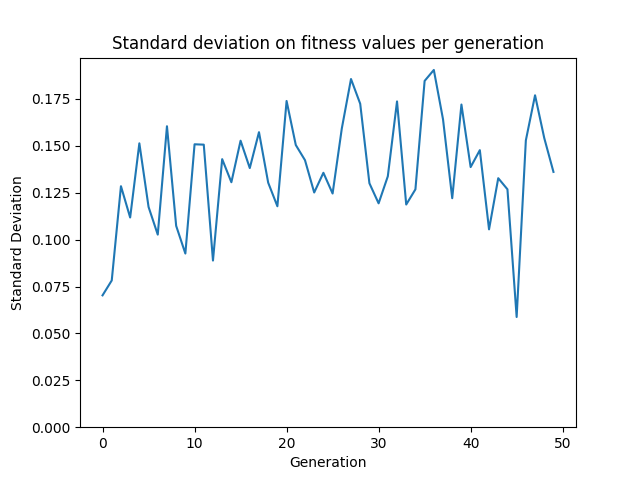 Standard deviation on fitness values per generation
Standard Deviation
0.175
0.150
0.125
0.100
0.075
0.050
0.025
0.000
0 10 20 30 40 50
Generation